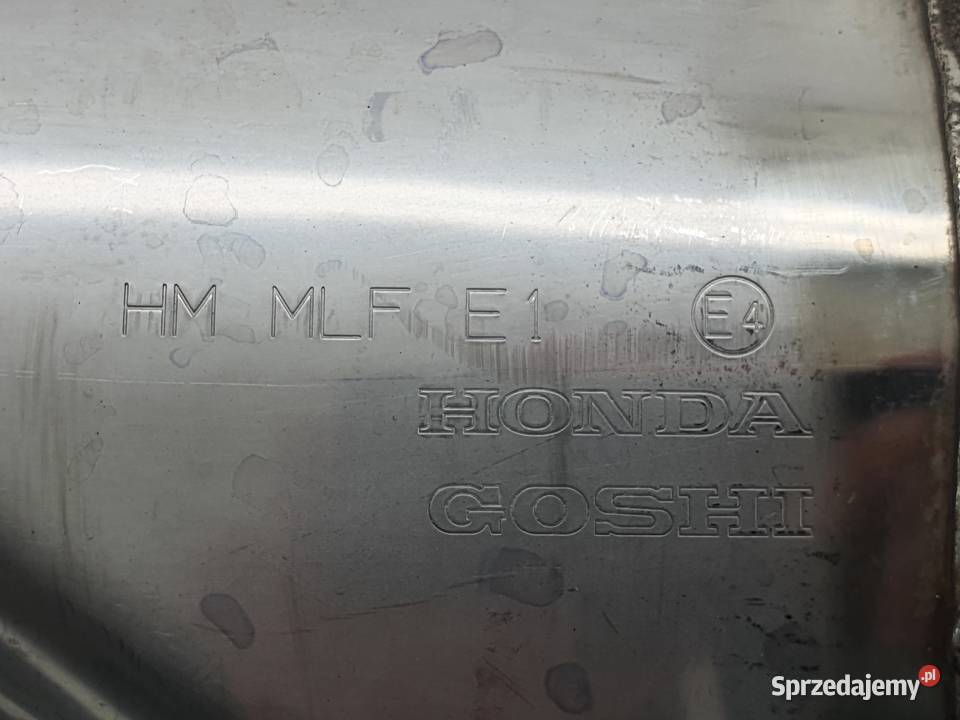 HM MLF E1 E4
HONDA
GOSHI
Sprzedajemy.pl